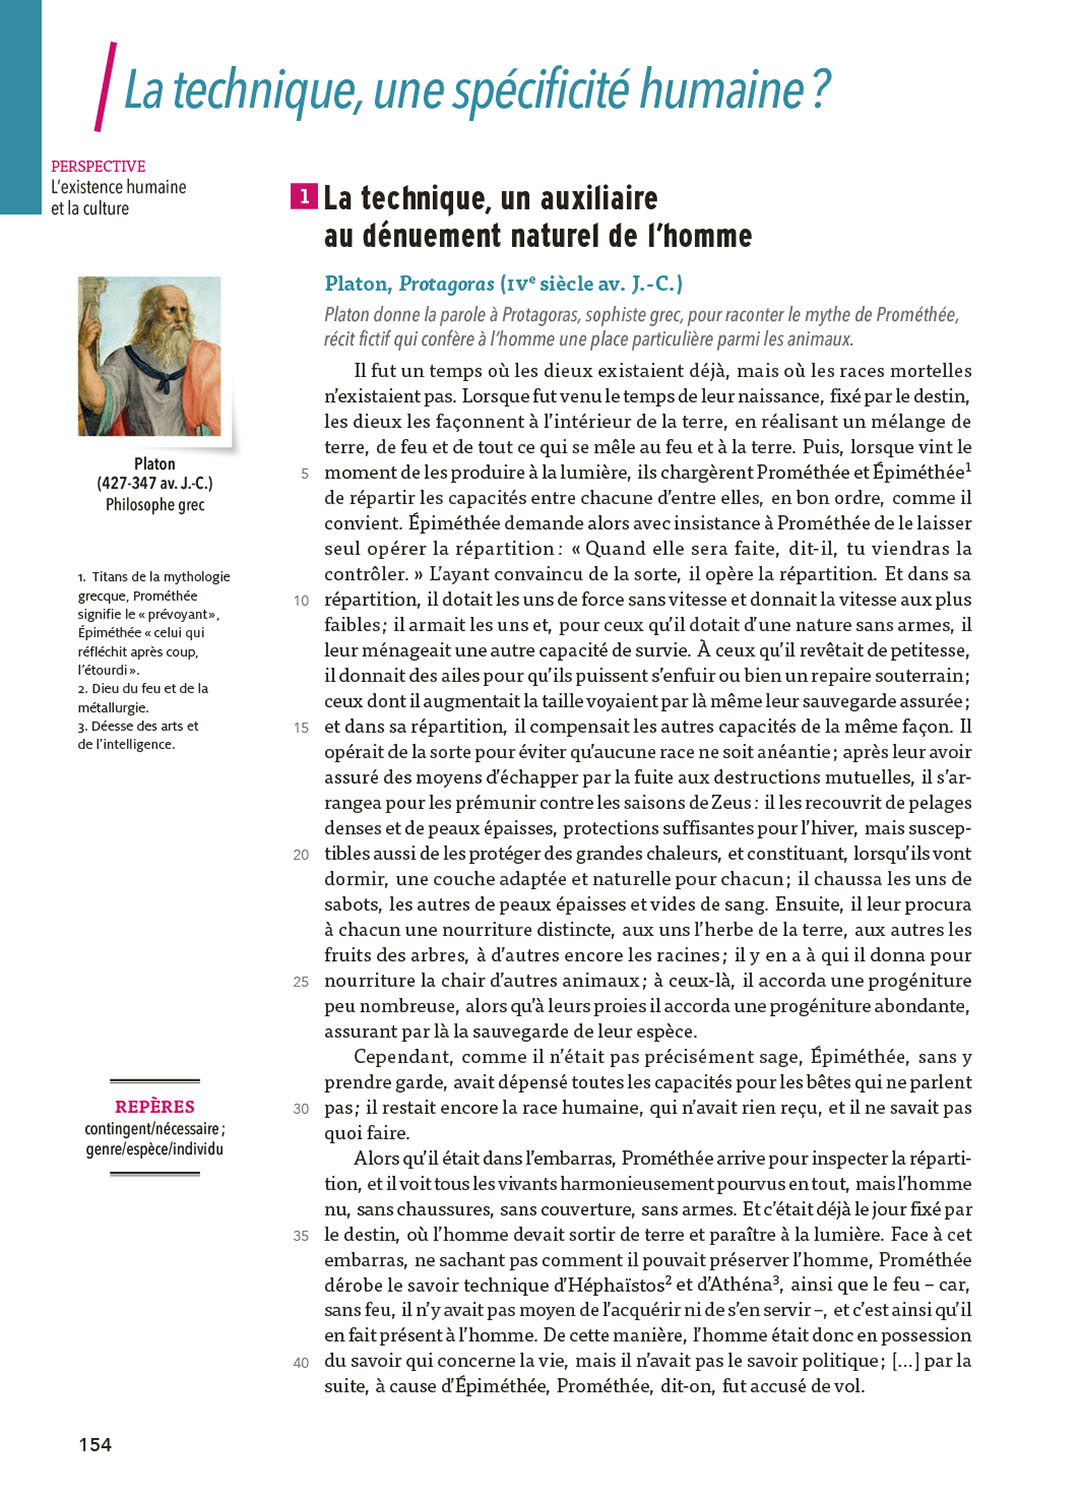 La technique, une spécificité humaine ?
PERSPECTIVE
L'existence humaine
et la culture
1 La technique, un auxiliaire
au dénuement naturel de l'homme
Platon, Protagoras (IVe siècle av. J.-C.)
Platon donne la parole à Protagoras, sophiste grec, pour raconter le mythe de Prométhée,
récit fictif qui confère à l'homme une place particulière parmi les animaux.
Il fut un temps où les dieux existaient déjà, mais où les races mortelles
n'existaient pas. Lorsque fut venu le temps de leur naissance, fixé par le destin,
les dieux les façonnent à l'intérieur de la terre, en réalisant un mélange de
terre, de feu et de tout ce qui se mêle au feu et à la terre. Puis, lorsque vint le
5 moment de les produire à la lumière, ils chargèrent Prométhée et Épiméthée1
de répartir les capacités entre chacune d'entre elles, en bon ordre, comme il
convient. Épiméthée demande alors avec insistance à Prométhée de le laisser
seul opérer la répartition : « Quand elle sera faite, dit-il, tu viendras la
contrôler. » L'ayant convaincu de la sorte, il opère la répartition. Et dans sa
10 répartition, il dotait les uns de force sans vitesse et donnait la vitesse aux plus
faibles ; il armait les uns et, pour ceux qu'il dotait d'une nature sans armes, il
leur ménageait une autre capacité de survie. À ceux qu'il revêtait de petitesse,
il donnait des ailes pour qu'ils puissent s'enfuir ou bien un repaire souterrain ;
ceux dont il augmentait la taille voyaient par là même leur sauvegarde assurée ;
15 et dans sa répartition, il compensait les autres capacités de la même façon. Il
opérait de la sorte pour éviter qu'aucune race ne soit anéantie ; après leur avoir
assuré des moyens d'échapper par la fuite aux destructions mutuelles, il s'ar-
rangea pour les prémunir contre les saisons de Zeus : il les recouvrit de pelages
denses et de peaux épaisses, protections suffisantes pour l'hiver, mais suscep-
20 tibles aussi de les protéger des grandes chaleurs, et constituant, lorsqu'ils vont
dormir, une couche adaptée et naturelle pour chacun ; il chaussa les uns de
sabots, les autres de peaux épaisses et vides de sang. Ensuite, il leur procura
à chacun une nourriture distincte, aux uns l'herbe de la terre, aux autres les
fruits des arbres, à d'autres encore les racines ; il y en a à qui il donna pour
25 nourriture la chair d'autres animaux ; à ceux-là, il accorda une progéniture
peu nombreuse, alors qu'à leurs proies il accorda une progéniture abondante,
assurant par là la sauvegarde de leur espèce.
Cependant, comme il n'était pas précisément sage, Épiméthée, sans y
prendre garde, avait dépensé toutes les capacités pour les bêtes qui ne parlent
30 pas ; il restait encore la race humaine, qui n'avait rien reçu, et il ne savait pas
quoi faire.
Alors qu'il était dans l'embarras, Prométhée arrive pour inspecter la réparti-
tion, et il voit tous les vivants harmonieusement pourvus en tout, mais l'homme
nu, sans chaussures, sans couverture, sans armes. Et c'était déjà le jour fixé par
35 le destin, où l'homme devait sortir de terre et paraître à la lumière. Face à cet
embarras, ne sachant pas comment il pouvait préserver l'homme, Prométhée
dérobe le savoir technique d'Héphaïstos2 et d'Athéna3, ainsi que le feu – car,
sans feu, il n'y avait pas moyen de l'acquérir ni de s'en servir –, et c'est ainsi qu'il
en fait présent à l'homme. De cette manière, l'homme était donc en possession
40 du savoir qui concerne la vie, mais il n'avait pas le savoir politique ; [...] par la
suite, à cause d'Épiméthée, Prométhée, dit-on, fut accusé de vol.
Platon
(427-347 av. J.-C.)
Philosophe grec
1. Titans de la mythologie
grecque, Prométhée
signifie le « prévoyant »,
Épiméthée « celui qui
réfléchit après coup,
l'étourdi ».
2. Dieu du feu et de la
métallurgie.
3. Déesse des arts et
de l'intelligence.
REPÈRES
contingent/nécessaire ;
genre/espèce/individu
154